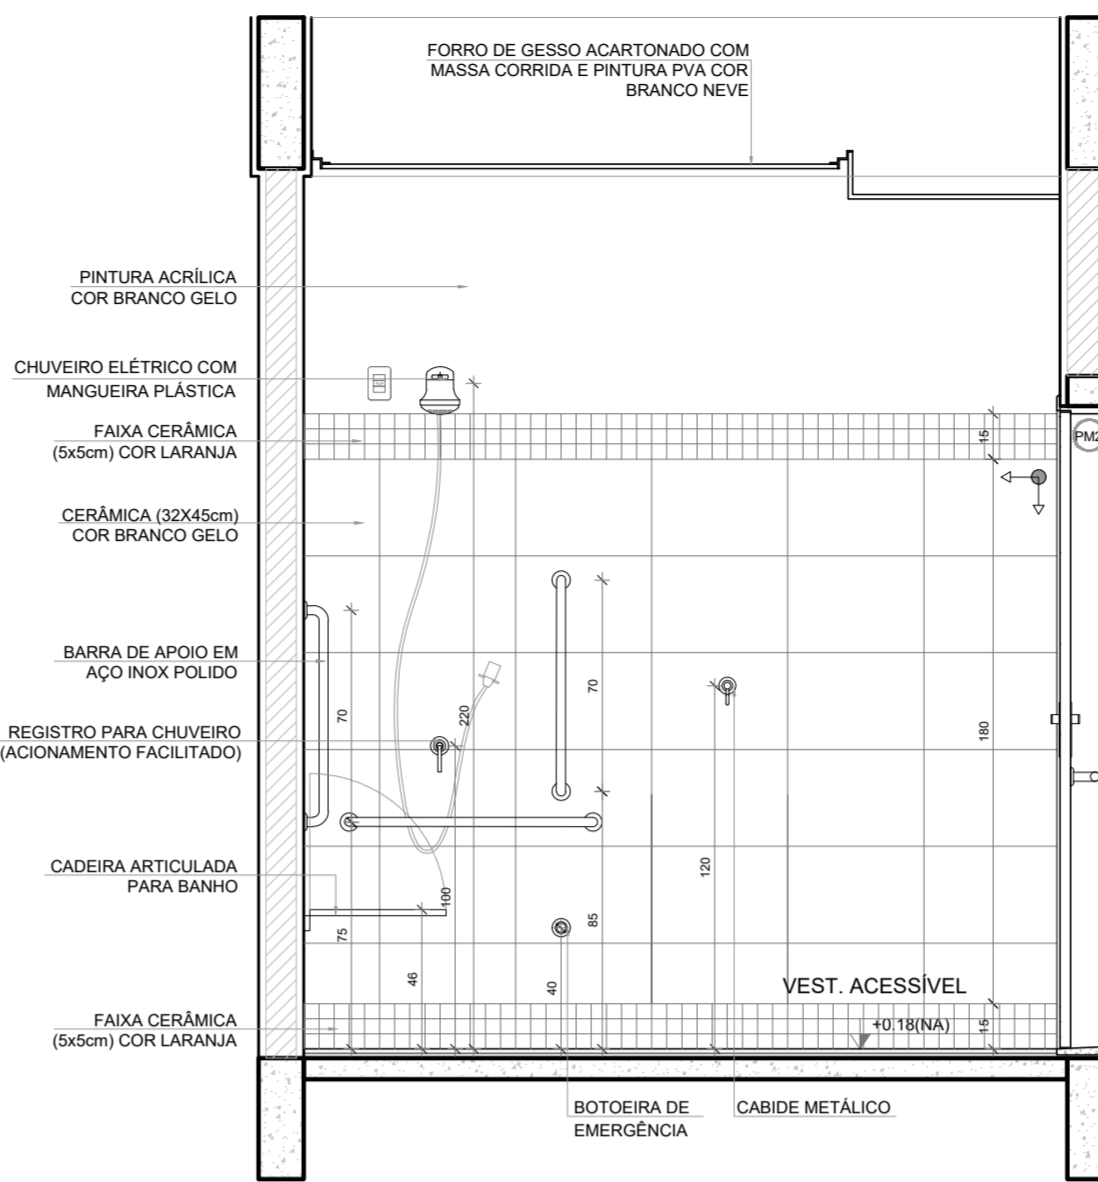 FORRO DE GESSO ACARTONADO COM
MASSA CORRIDA E PINTURA PVA COR
BRANCO NEVE
PINTURA ACRÍLICA
COR BRANCO GELO
CHUVEIRO ELÉTRICO COM
MANGUEIRA PLÁSTICA
FAIXA CERÂMICA
(5x5cm) COR LARANJA
15
PM2
CERÂMICA (32X45cm)
COR BRANCO GELO
BARRA DE APOIO EM
AÇO INOX POLIDO
70
70
220
180
REGISTRO PARA CHUVEIRO
(ACIONAMENTO FACILITADO)
CADEIRA ARTICULADA
PARA BANHO
120
100
85
75
46
40
VEST. ACESSÍVEL
+0.18(NA)
15
FAIXA CERÂMICA
(5x5cm) COR LARANJA
BOTOEIRA DE
EMERGÊNCIA
CABIDE METÁLICO